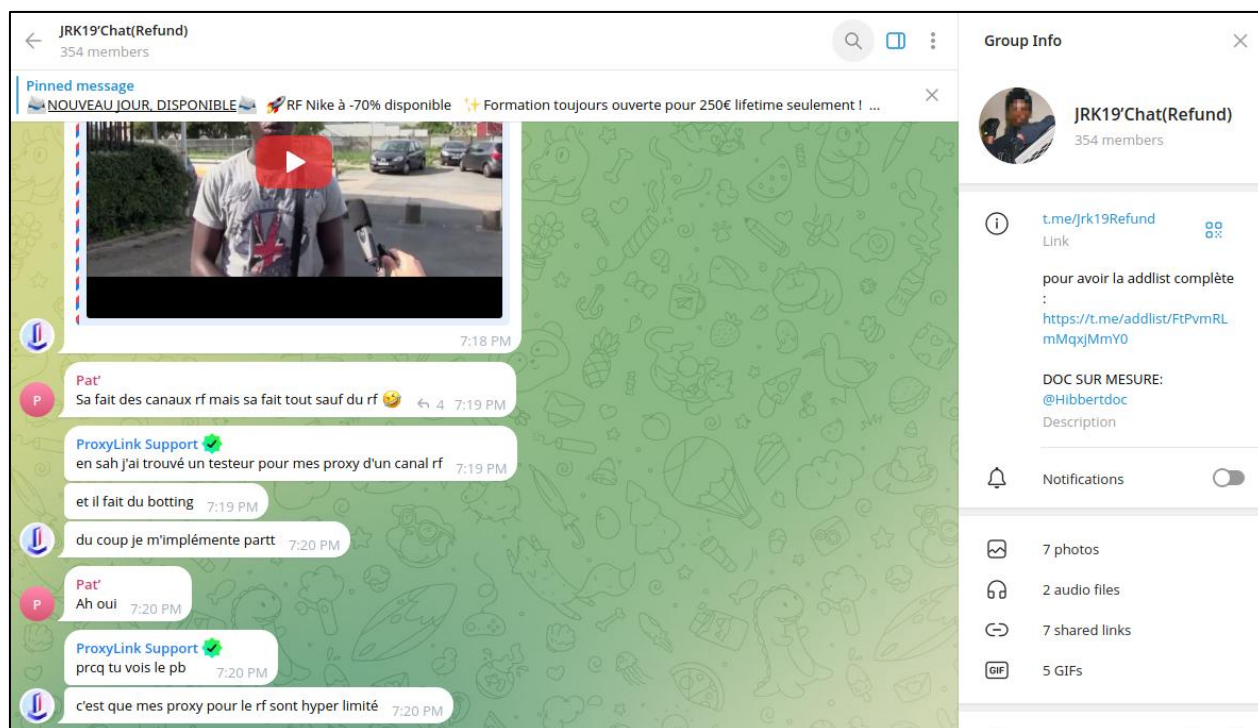 JRK19'Chat(Refund)
354 members
Pinned message
NOUVEAU JOUR, DISPONIBLE 🚀RF Nike à -70% disponible ✨Formation toujours ouverte pour 250€ lifetime seulement ! ...
7:18 PM
Pat'
Sa fait des canaux rf mais sa fait tout sauf du rf 🤣 4 7:19 PM
P
ProxyLink Support
en sah j'ai trouvé un testeur pour mes proxy d'un canal rf 7:19 PM
et il fait du botting 7:19 PM
du coup je m'implémente partt 7:20 PM
Pat'
Ah oui 7:20 PM
P
ProxyLink Support
prcq tu vois le pb 7:20 PM
c'est que mes proxy pour le rf sont hyper limité 7:20 PM
Group Info
JRK19'Chat(Refund)
354 members
t.me/Jrk19Refund
Link
pour avoir la addlist complète
:
https://t.me/addlist/FtPvmRL
mMqxjMmY0
DOC SUR MESURE:
@Hibbertdoc
Description
Notifications
7 photos
2 audio files
7 shared links
GIF 5 GIFs